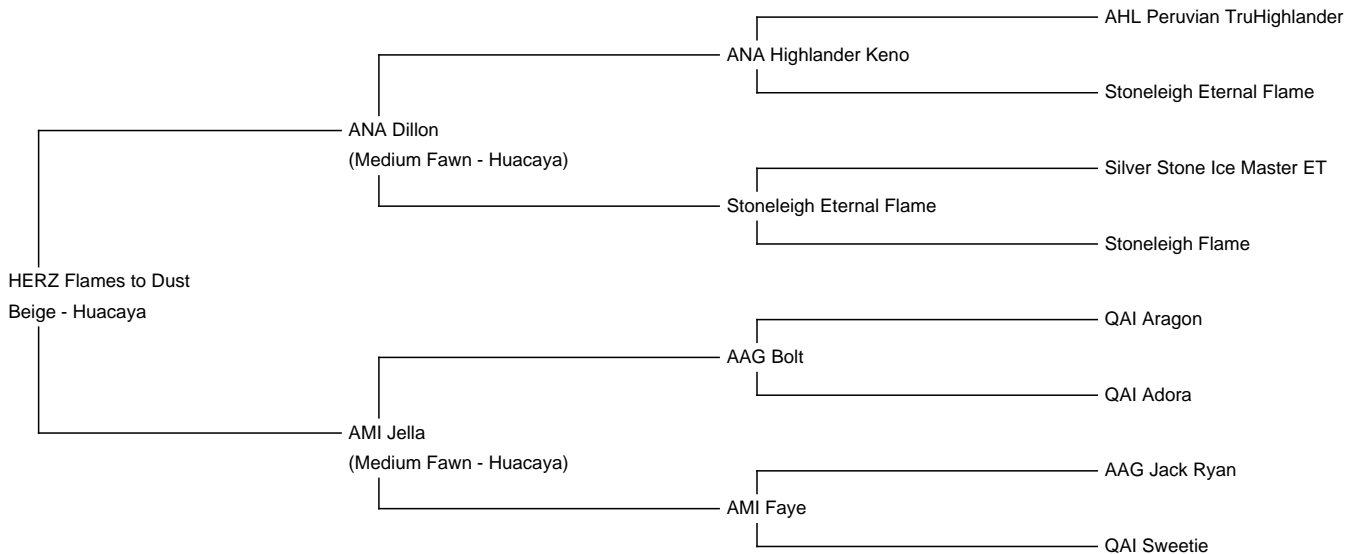 AHL Peruvian TruHighlander
ANA Highlander Keno
Stoneleigh Eternal Flame
ANA Dillon
(Medium Fawn - Huacaya)
Silver Stone Ice Master ET
Stoneleigh Eternal Flame
Stoneleigh Flame
HERZ Flames to Dust
Beige - Huacaya
QAI Aragon
AAG Bolt
QAI Adora
AMI Jella
(Medium Fawn - Huacaya)
AAG Jack Ryan
AMI Faye
QAI Sweetie